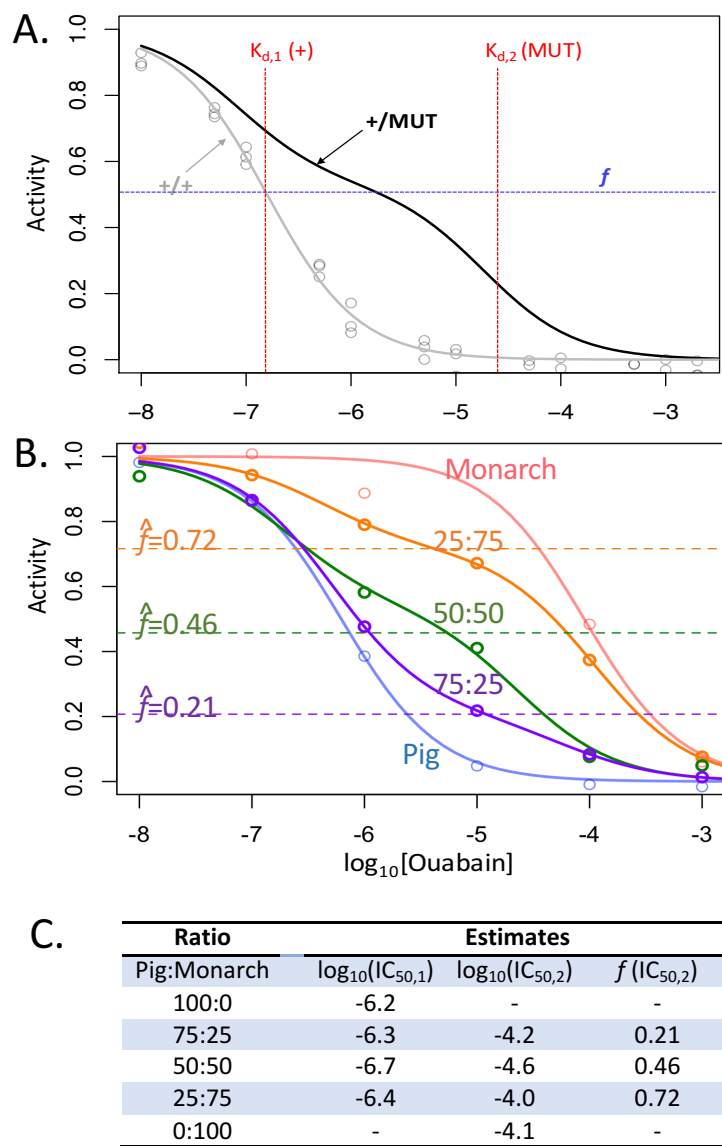 A.
K_d,1 (+)
K_d,2 (MUT)
+/MUT
+/+
f
Activity
0.0 0.2 0.4 0.6 0.8 1.0
-8 -7 -6 -5 -4 -3
B.
Monarch
f̂=0.72
25:75
f̂=0.46
50:50
75:25
f̂=0.21
Pig
Activity
0.0 0.2 0.4 0.6 0.8 1.0
-8 -7 -6 -5 -4 -3
log₁₀[Ouabain]
C.
Ratio Estimates
Pig:Monarch log₁₀(IC₅₀,₁) log₁₀(IC₅₀,₂) f (IC₅₀,₂)
100:0 -6.2 - -
75:25 -6.3 -4.2 0.21
50:50 -6.7 -4.6 0.46
25:75 -6.4 -4.0 0.72
0:100 - -4.1 -